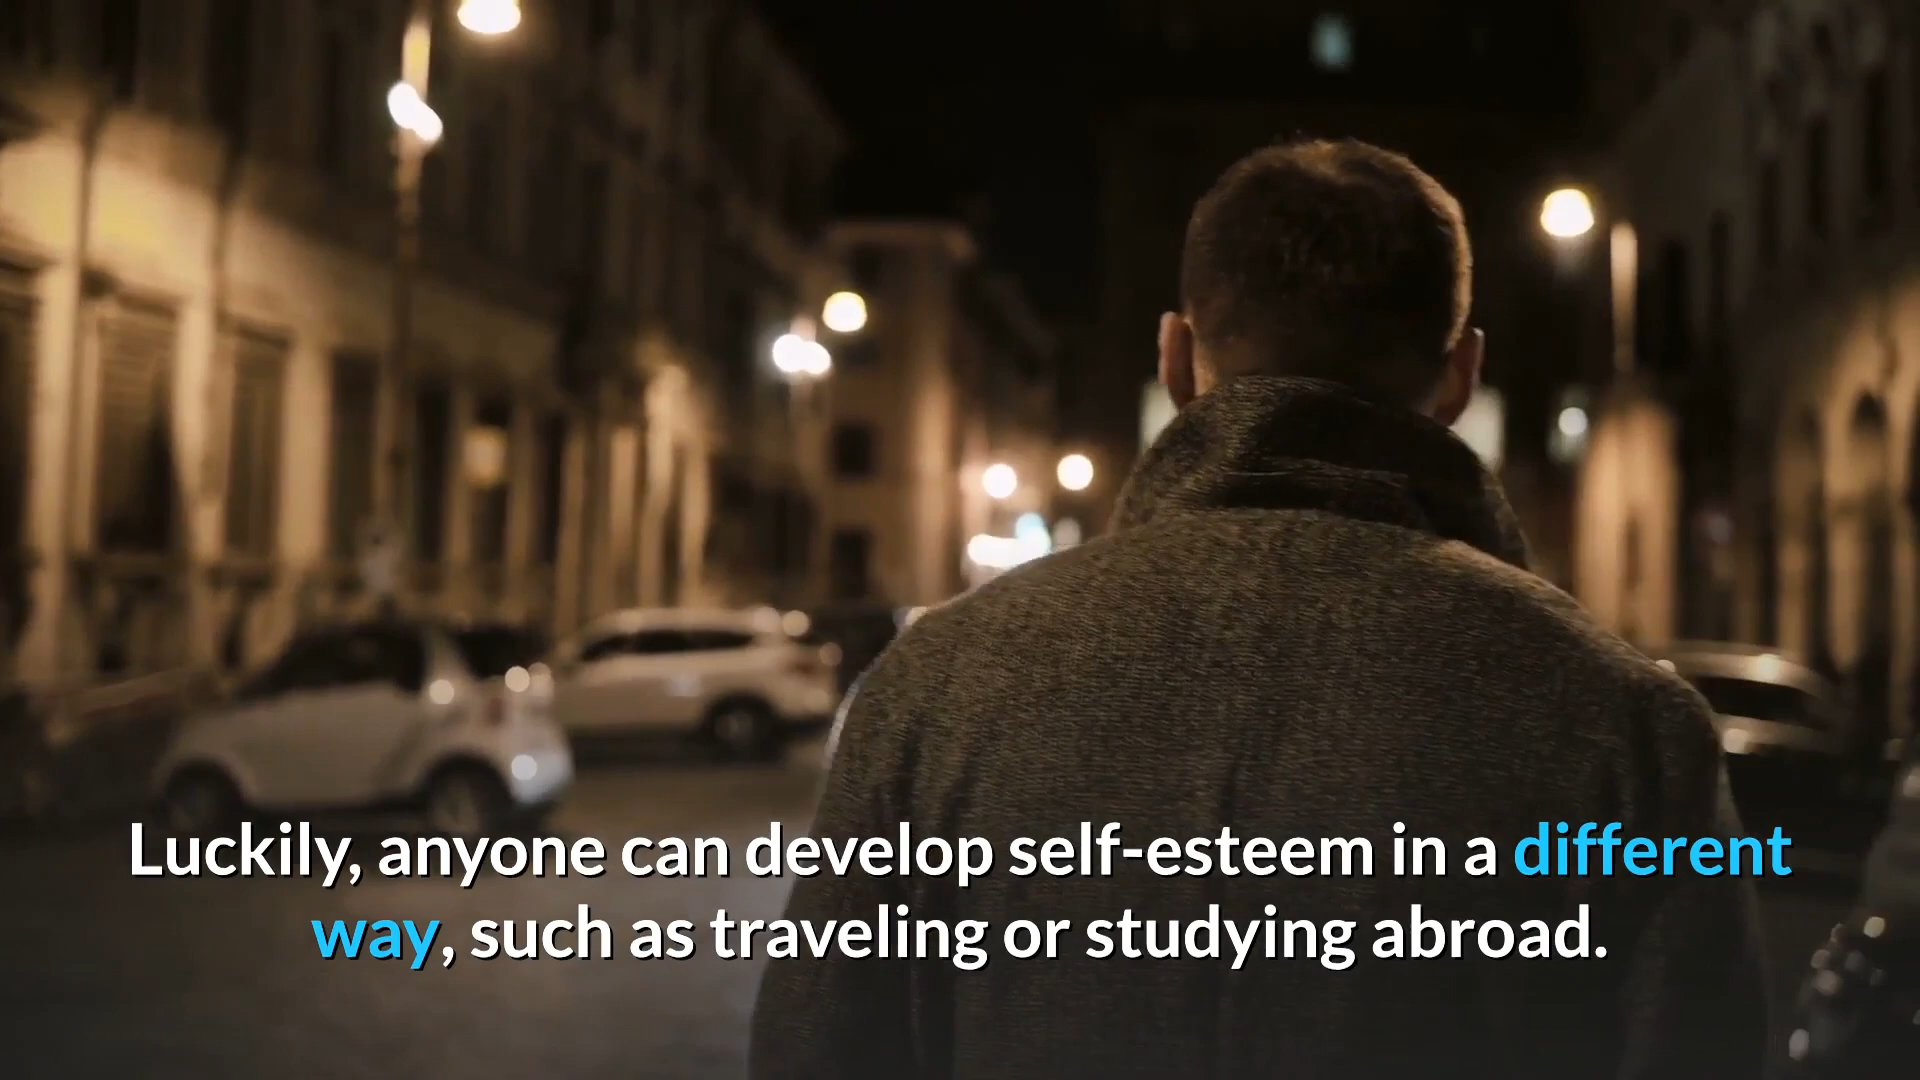 Luckily, anyone can develop self-esteem in a different
way, such as traveling or studying abroad.